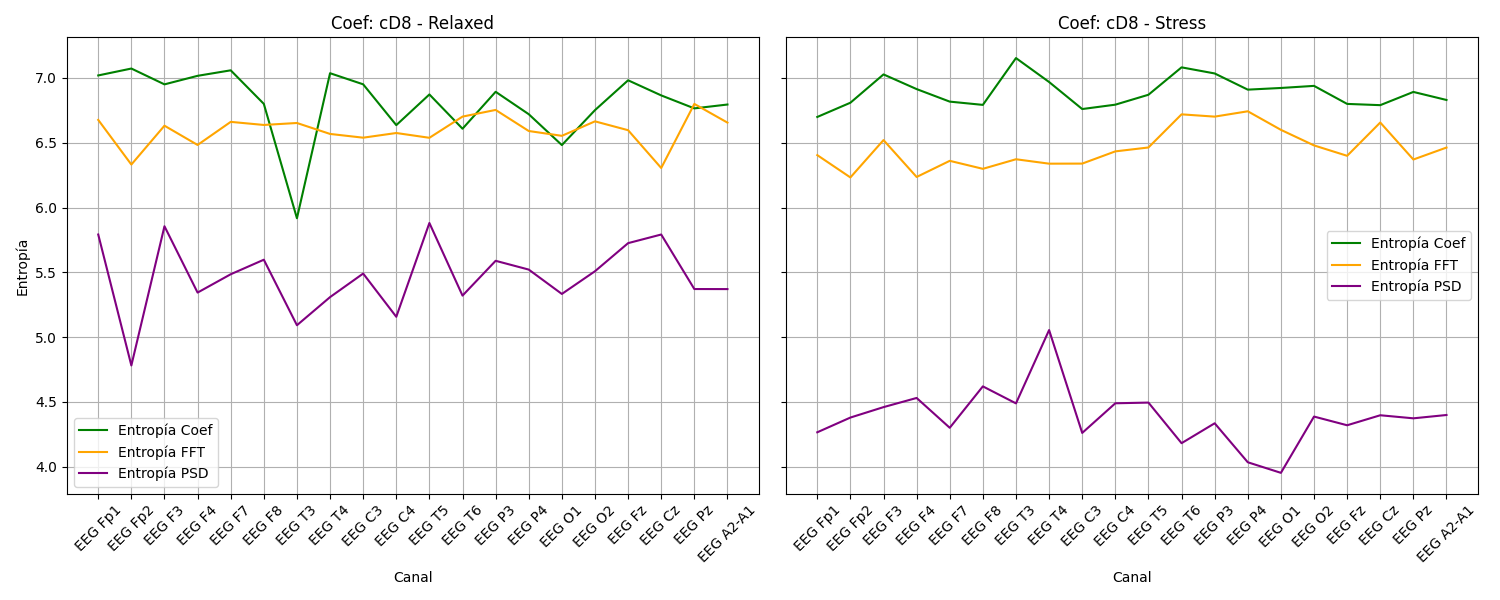 Coef: cD8 - Relaxed
Entropía
7.0
6.5
6.0
5.5
5.0
4.5
4.0
Entropía Coef
Entropía FFT
Entropía PSD
EEG Fp1
EEG Fp2
EEG F3
EEG F4
EEG F7
EEG F8
EEG T3
EEG T4
EEG C3
EEG C4
EEG T5
EEG T6
EEG P3
EEG P4
EEG O1
EEG O2
EEG Fz
EEG Cz
EEG Pz
EEG A2-A1
Canal
Coef: cD8 - Stress
Entropía Coef
Entropía FFT
Entropía PSD
EEG Fp1
EEG Fp2
EEG F3
EEG F4
EEG F7
EEG F8
EEG T3
EEG T4
EEG C3
EEG C4
EEG T5
EEG T6
EEG P3
EEG P4
EEG O1
EEG O2
EEG Fz
EEG Cz
EEG Pz
EEG A2-A1
Canal